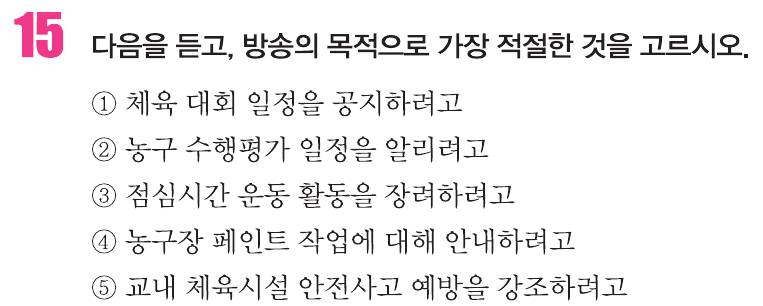 15 다음을 듣고, 방송의 목적으로 가장 적절한 것을 고르시오.
① 체육 대회 일정을 공지하려고
② 농구 수행평가 일정을 알리려고
③ 점심시간 운동 활동을 장려하려고
④ 농구장 페인트 작업에 대해 안내하려고
⑤ 교내 체육시설 안전사고 예방을 강조하려고